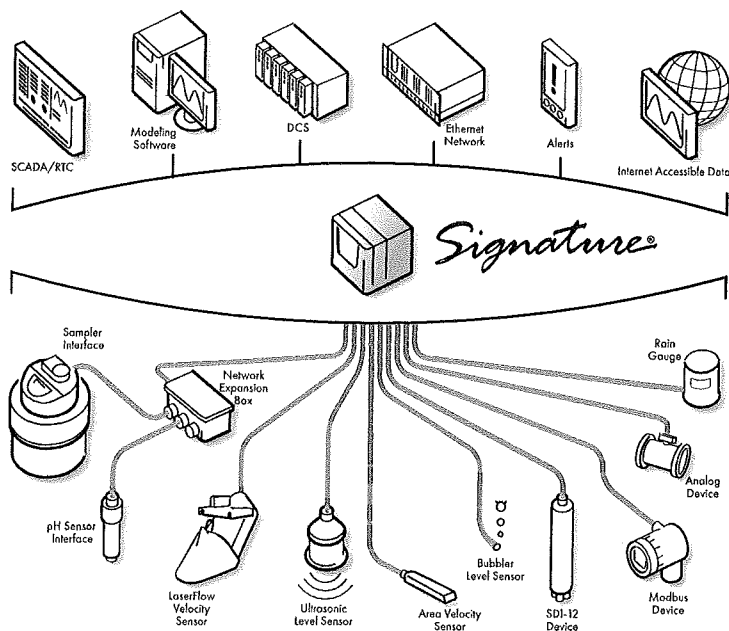 SCADA/RTC
Modeling
Software
DCS
Ethernet
Network
Alerts
Internet Accessible Data
Signature®
Sampler
Interface
Network
Expansion
Box
Rain
Gauge
pH Sensor
Interface
LaserFlow
Velocity
Sensor
Ultrasonic
Level Sensor
Area Velocity
Sensor
Bubbler
Level Sensor
SDI-12
Device
Modbus
Device
Analog
Device